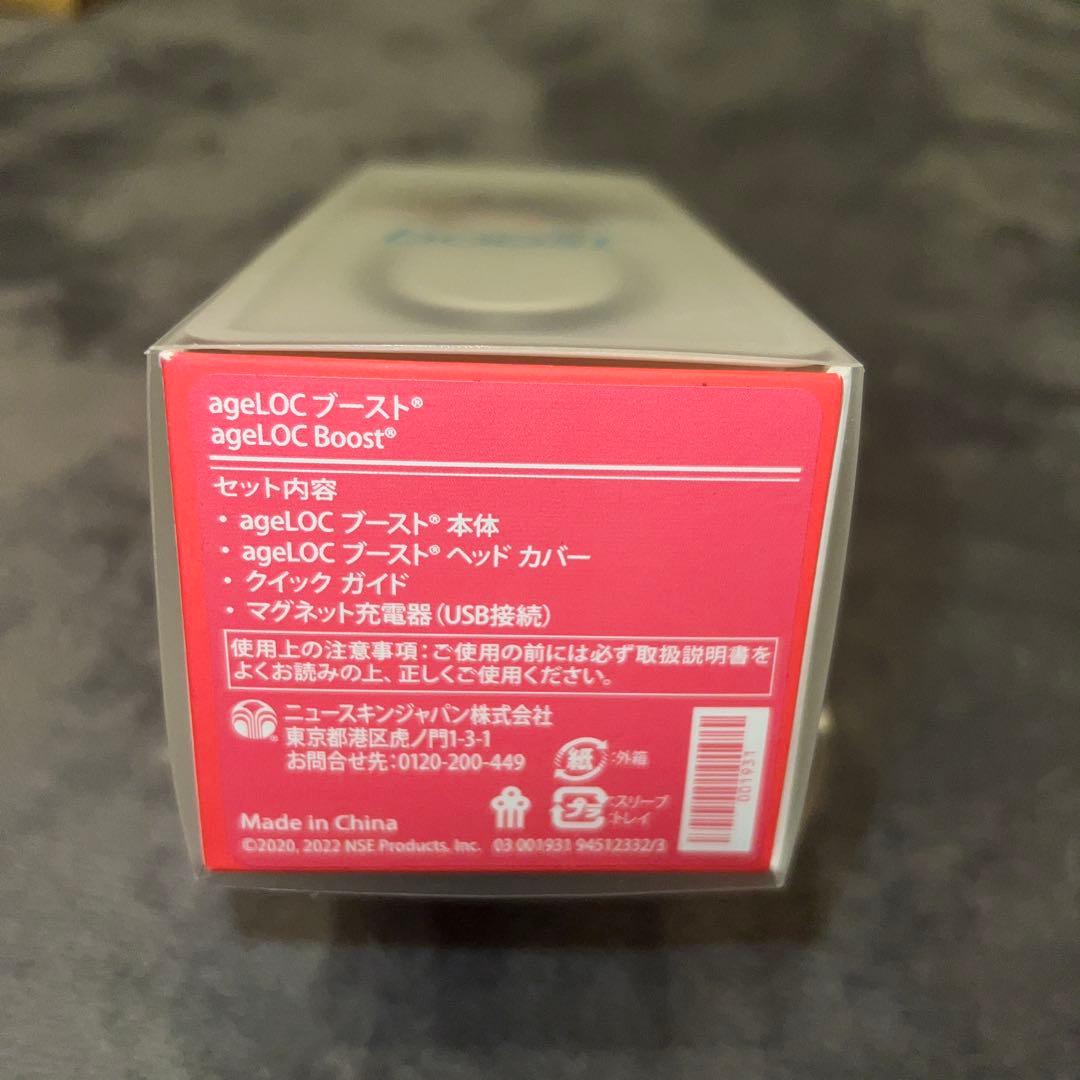 ageLOC ブースト®
ageLOC Boost®
セット内容
・ ageLOC ブースト® 本体
・ ageLOC ブースト® ヘッド カバー
・ クイック ガイド
・ マグネット充電器(USB接続)
使用上の注意事項：ご使用の前には必ず取扱説明書を
よくお読みの上、正しくご使用ください。
ニュースキンジャパン株式会社
東京都港区虎ノ門1-3-1
お問合せ先：0120-200-449
紙 :外箱
プラ :スリーブ
:トレイ
001931
Made in China
©2020, 2022 NSE Products, Inc. 03 001931 94512332/3